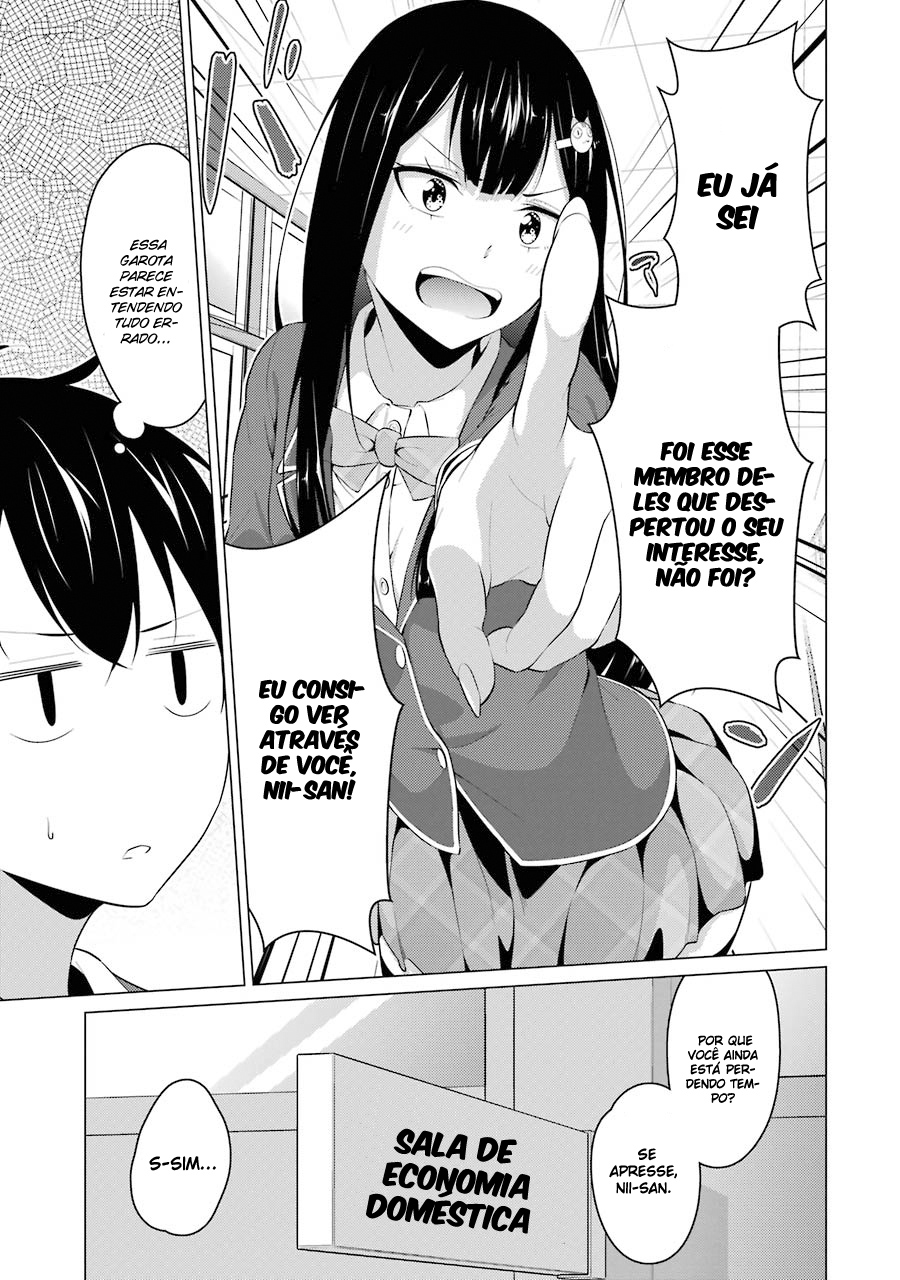 EU JÁ
SEI
FOI ESSE
MEMBRO DE-
LES QUE DES-
PERTOU O SEU
INTERESSE,
NÃO FOI?
EU CONSI-
GO VER
ATRAVÉS
DE VOCÊ,
NII-SAN!
ESSA
GAROTA
PARECE
ESTAR EN-
TENDENDO
TUDO ER-
RADO...
POR QUE
VOCÊ AINDA
ESTÁ PER-
DENDO TEM-
PO?
SE
APRESSE,
NII-SAN.
SALA DE
ECONOMIA
DOMÉSTICA
S-SIM...